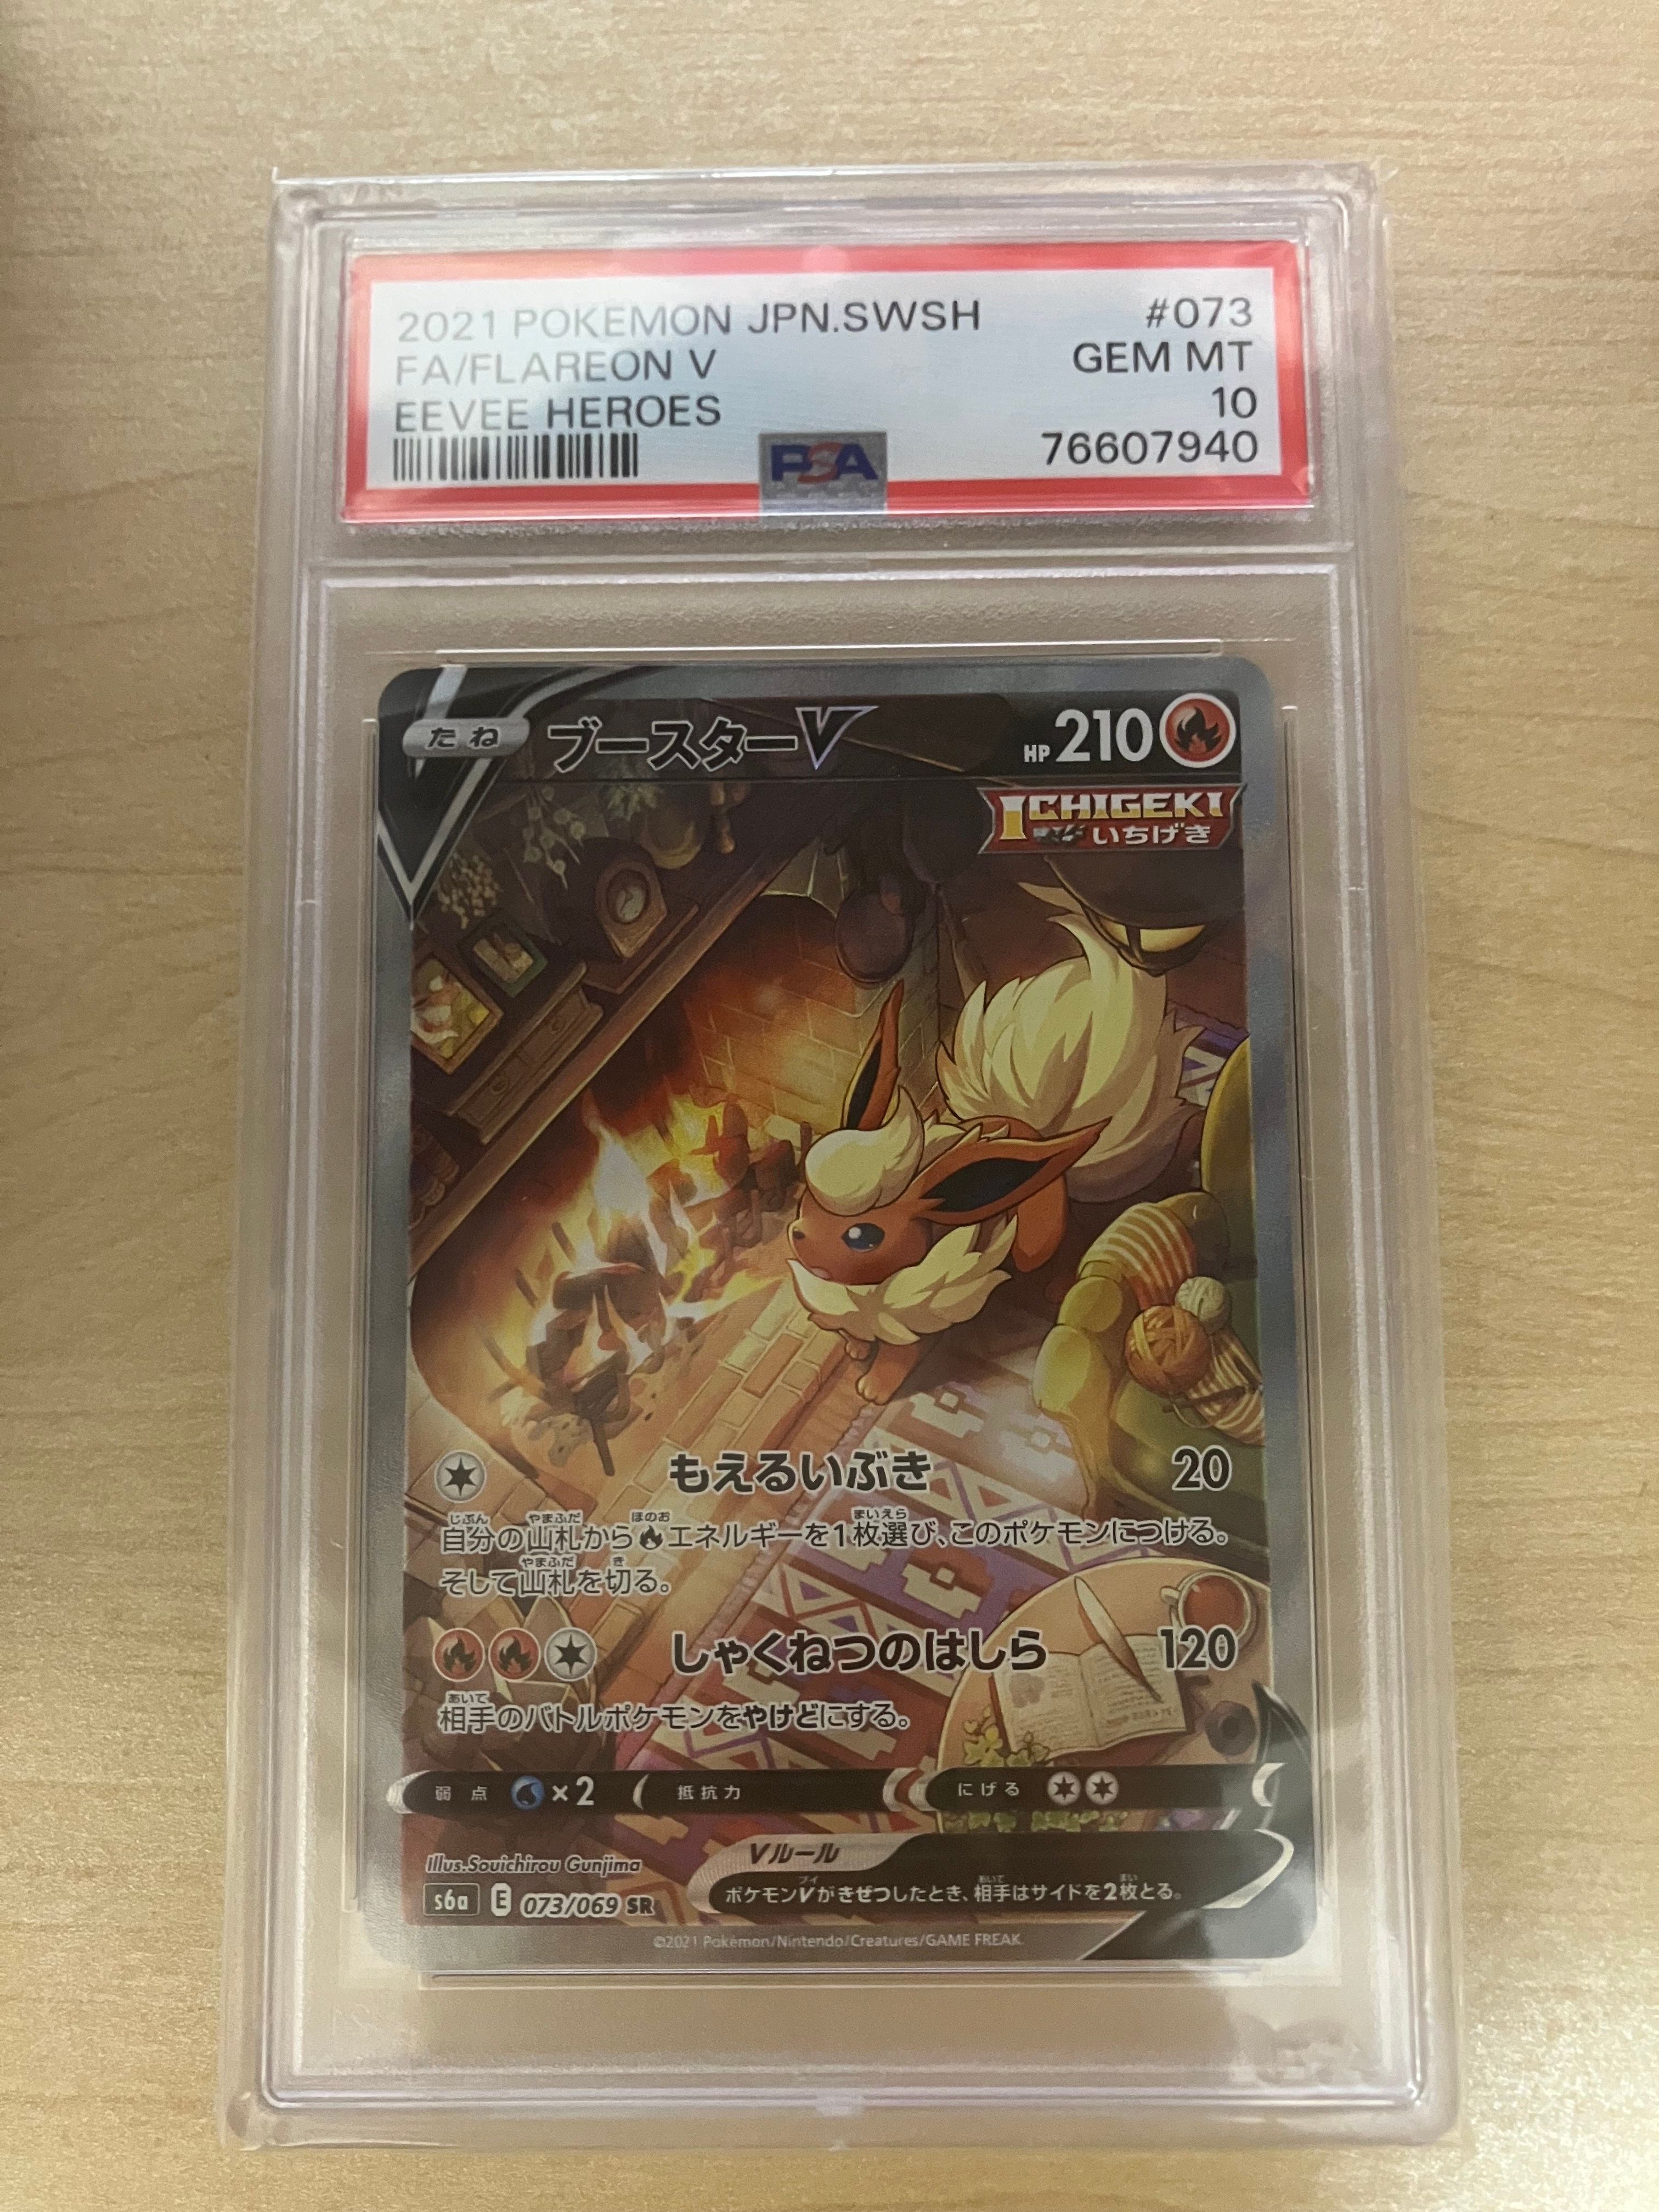 2021 POKEMON JPN.SWSH #073
FA/FLAREON V GEM MT
EEVEE HEROES 10
PSA 76607940
たね ブースターV HP 210
ICHIGEKI
いちげき
もえるいぶき 20
自分の山札からエネルギーを1枚選び、このポケモンにつける。
そして山札を切る。
しゃくねつのはしら 120
相手のバトルポケモンをやけどにする。
弱点 ×2 抵抗力 にげる
Vルール
Illus.Souichirou Gunjima
ポケモンVがきぜつしたとき、相手はサイドを2枚とる。
s6a E 073/069 SR
©2021 Pokémon/Nintendo/Creatures/GAME FREAK